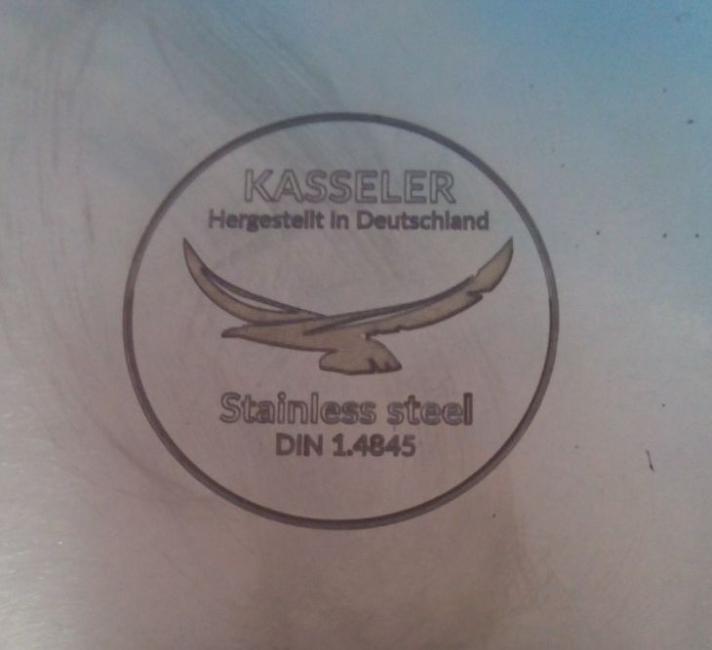 KASSELER
Hergestellt in Deutschland
Stainless steel
DIN 1.4845